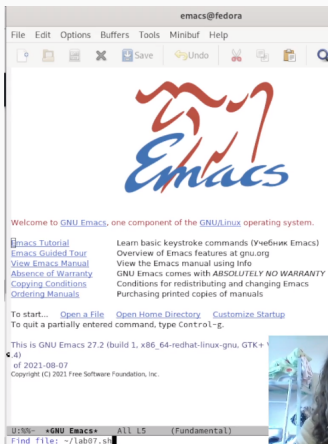 emacs@fedora
File Edit Options Buffers Tools Minibuf Help
Save Undo
Emacs
Welcome to GNU Emacs, one component of the GNU/Linux operating system.
Emacs Tutorial Learn basic keystroke commands (Учебник Emacs)
Emacs Guided Tour Overview of Emacs features at gnu.org
View Emacs Manual View the Emacs manual using Info
Absence of Warranty GNU Emacs comes with ABSOLUTELY NO WARRANTY
Copying Conditions Conditions for redistributing and changing Emacs
Ordering Manuals Purchasing printed copies of manuals
To start... Open a File Open Home Directory Customize Startup
To quit a partially entered command, type Control-g.
This is GNU Emacs 27.2 (build 1, x86_64-redhat-linux-gnu, GTK+
.4)
of 2021-08-07
Copyright (C) 2021 Free Software Foundation, Inc.
U:%%- *GNU Emacs* All L5 (Fundamental)
Find file: ~/lab07.sh